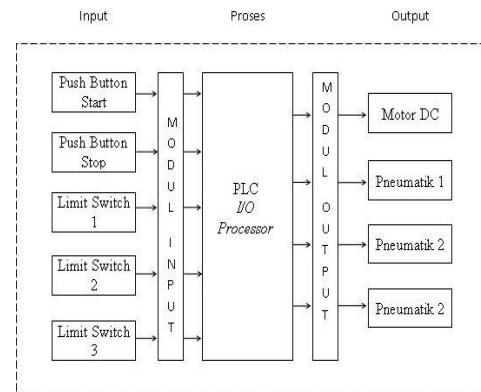 Input
Proses
Output
Push Button
Start
Push Button
Stop
Limit Switch
1
Limit Switch
2
Limit Switch
3
MODUL INPUT
PLC
I/O
Processor
MODUL OUTPUT
Motor DC
Pneumatik 1
Pneumatik 2
Pneumatik 2